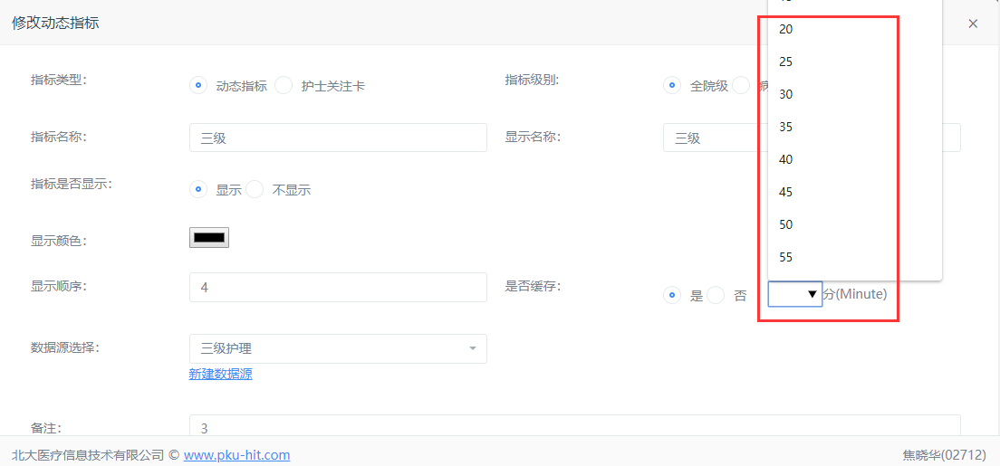 修改动态指标
20
25
30
35
40
45
50
55
指标类型：
动态指标 护士关注卡
指标级别:
全院级
指标名称：
三级
显示名称：
三级
指标是否显示：
显示 不显示
显示颜色：
显示顺序：
4
是否缓存：
是 否
分(Minute)
数据源选择：
三级护理
新建数据源
备注：
3
北大医疗信息技术有限公司 © www.pku-hit.com
焦晓华(02712)